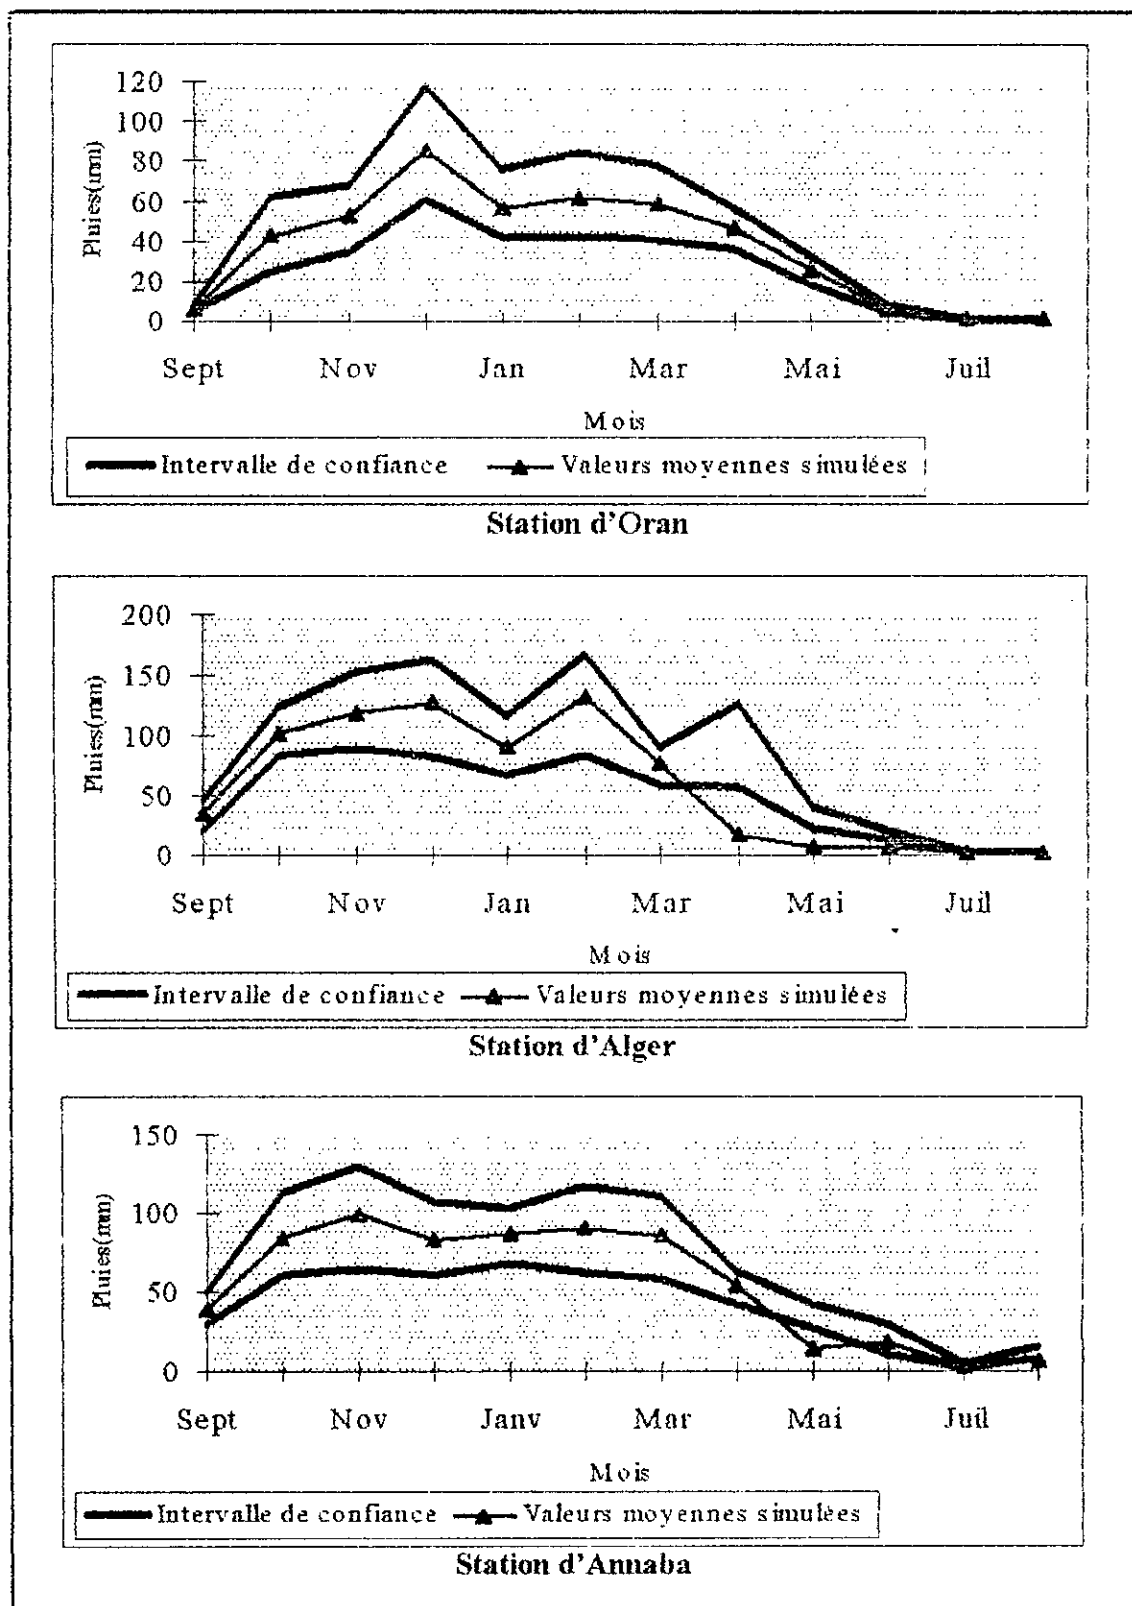 120
100
80
60
40
20
0
Pluies(mm)
Sept Nov Jan Mar Mai Juil
Mois
Intervalle de confiance Valeurs moyennes simulées
Station d'Oran
200
150
100
50
0
Pluies(mm)
Sept Nov Jan Mar Mai Juil
Mois
Intervalle de confiance Valeurs moyennes simulées
Station d'Alger
150
100
50
0
Pluies(mm)
Sept Nov Janv Mar Mai Juil
Mois
Intervalle de confiance Valeurs moyennes simulées
Station d'Annaba